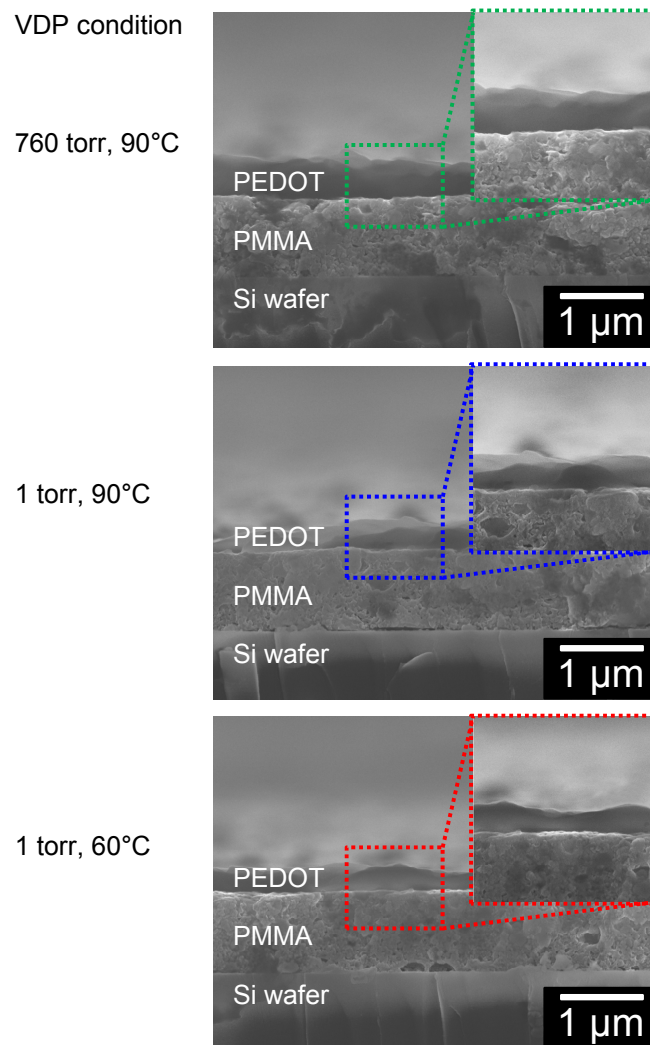 VDP condition
760 torr, 90°C
PEDOT
PMMA
Si wafer
1 μm
1 torr, 90°C
PEDOT
PMMA
Si wafer
1 μm
1 torr, 60°C
PEDOT
PMMA
Si wafer
1 μm